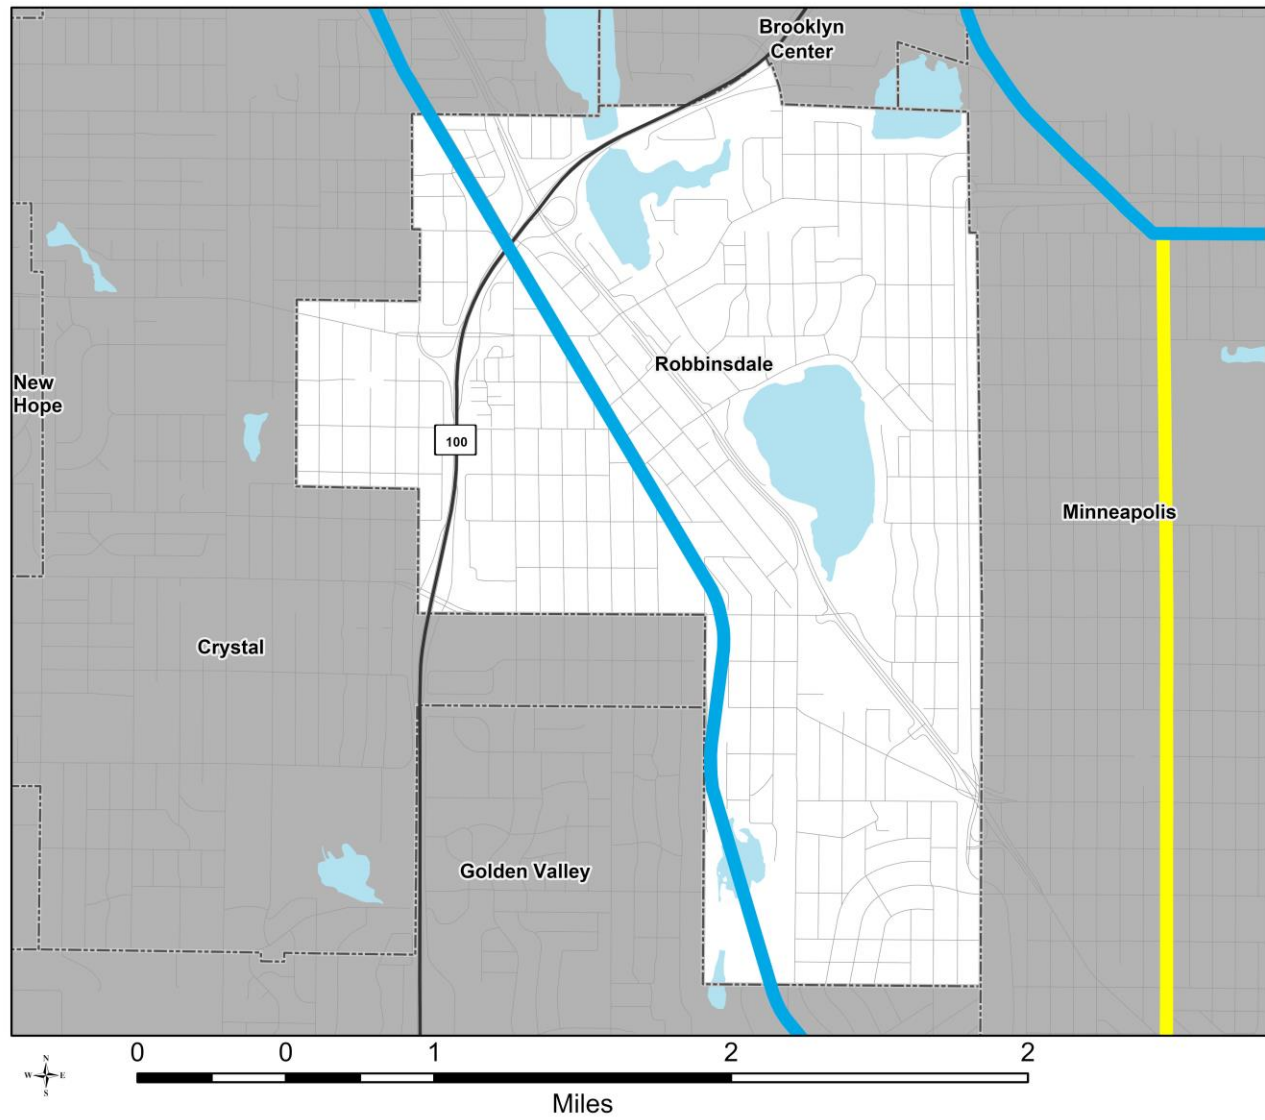 Brooklyn
Center
New
Hope
Robbinsdale
100
Minneapolis
Crystal
Golden Valley
0 0 1 2 2
N
W E
S
Miles